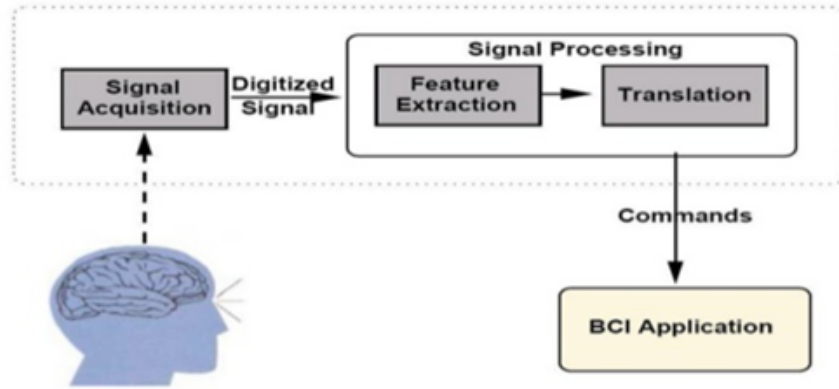 Signal Processing
Signal
Acquisition
Digitized
Signal
Feature
Extraction
Translation
Commands
BCI Application